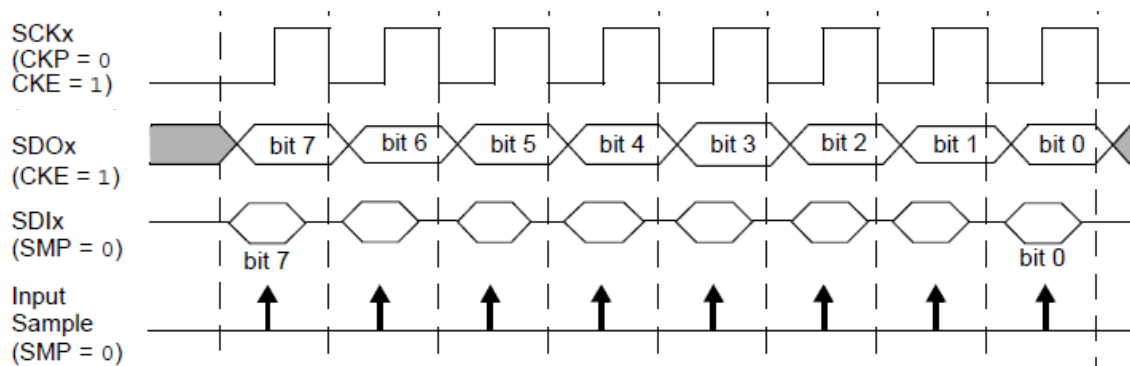 SCKx
(CKP = 0
CKE = 1)
SDOx
(CKE = 1)
bit 7 bit 6 bit 5 bit 4 bit 3 bit 2 bit 1 bit 0
SDIx
(SMP = 0)
bit 7 bit 0
Input
Sample
(SMP = 0)